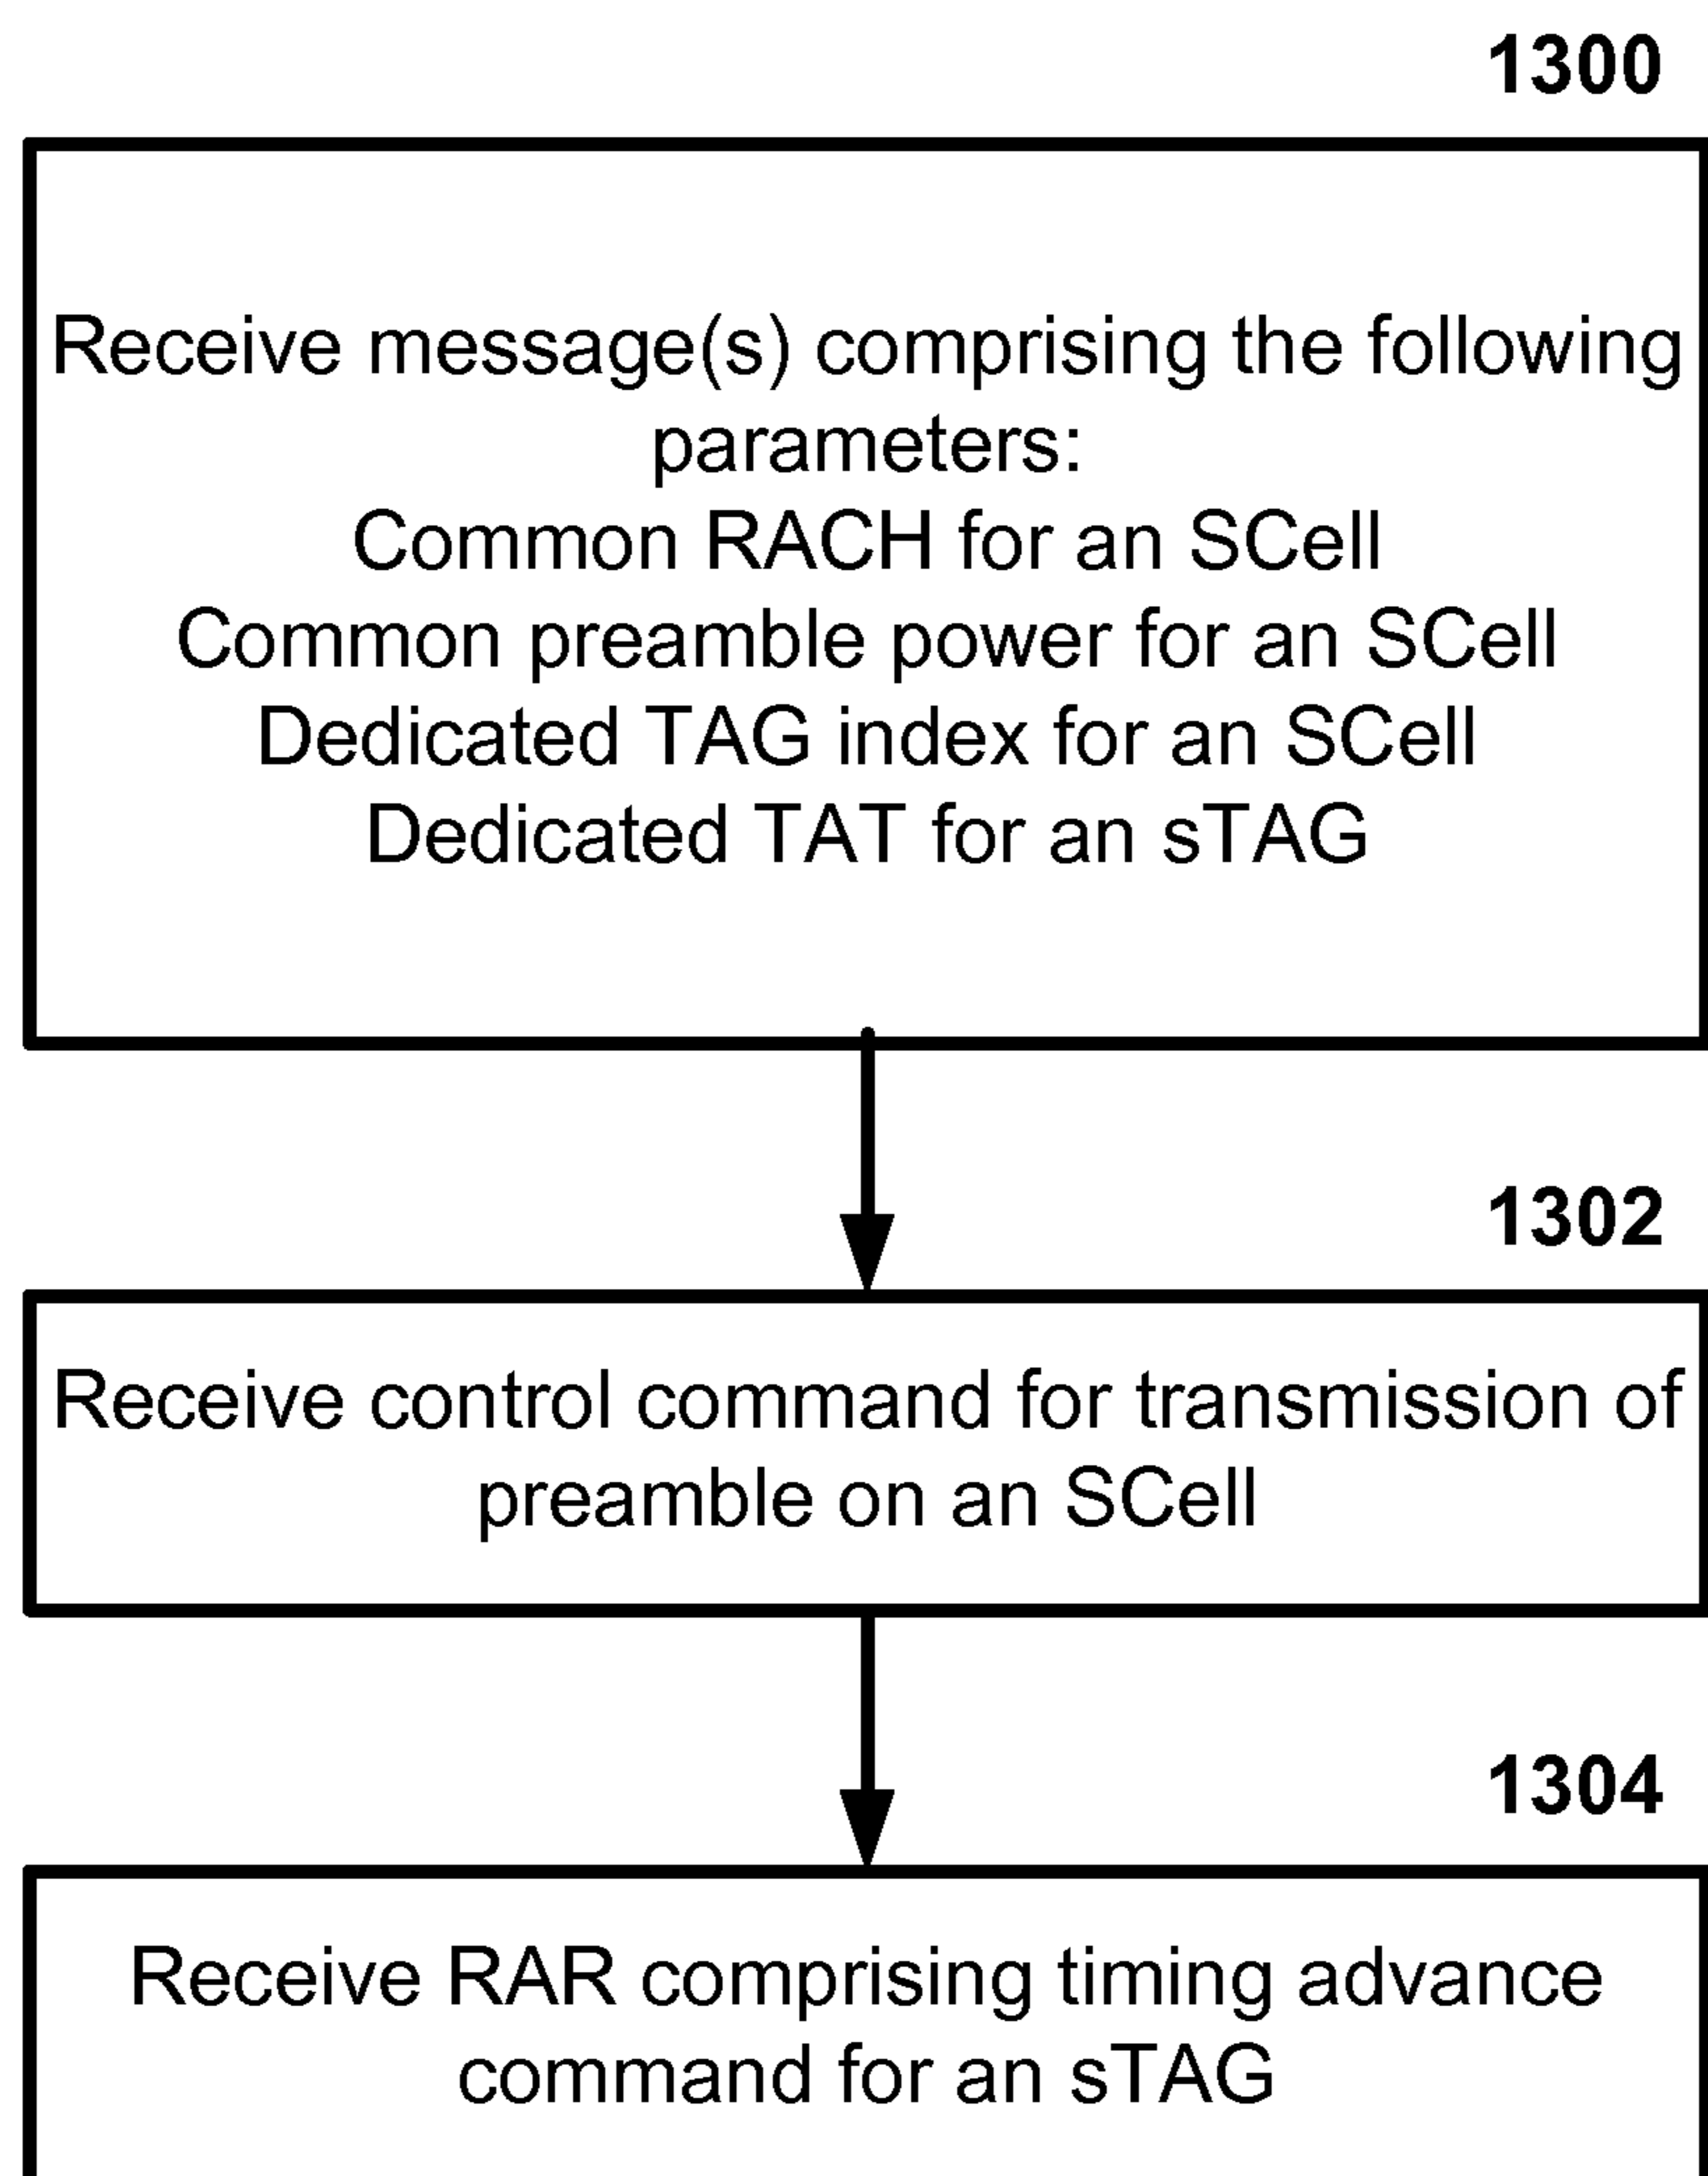 1300
Receive message(s) comprising the following
parameters:
Common RACH for an SCell
Common preamble power for an SCell
Dedicated TAG index for an SCell
Dedicated TAT for an sTAG
1302
Receive control command for transmission of
preamble on an SCell
1304
Receive RAR comprising timing advance
command for an sTAG